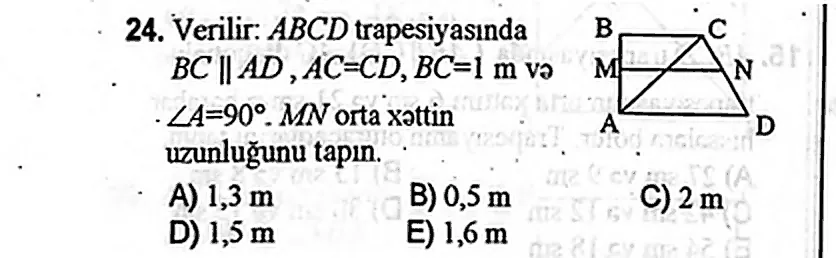 24. Verilir: ABCD trapesiyasında
BC || AD, AC=CD, BC=1 m və
∠A=90°. MN orta xəttin
uzunluğunu tapın.
A) 1,3 m B) 0,5 m C) 2 m
D) 1,5 m E) 1,6 m
B C
M N
A D